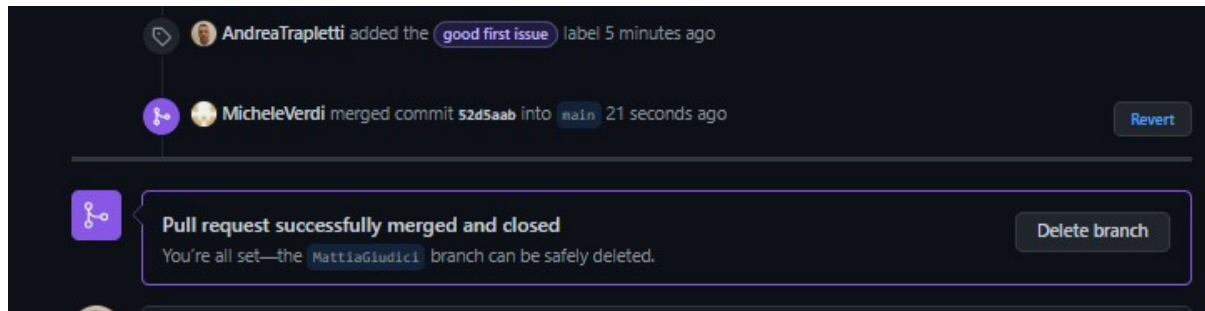 AndreaTrapletti added the good first issue label 5 minutes ago
MicheleVerdi merged commit 52d5aab into main 21 seconds ago
Revert
Pull request successfully merged and closed
Delete branch
You're all set—the MattiaGiudici branch can be safely deleted.